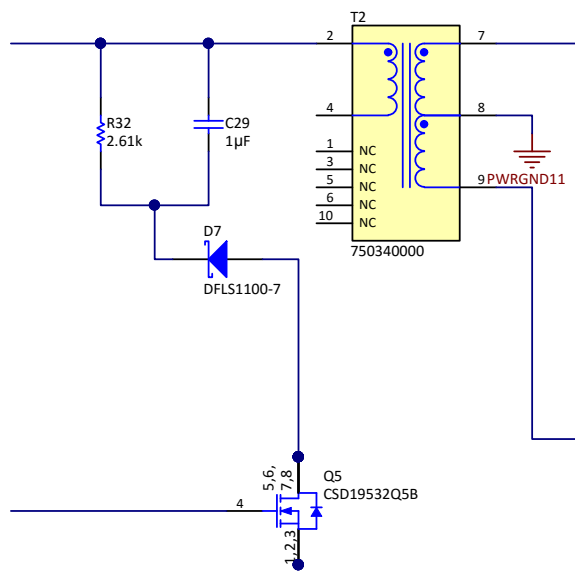 T2
2
7
R32
2.61k
C29
1µF
4
8
1
NC
3
NC
5
NC
9
PWRGND11
6
NC
10
NC
D7
750340000
DFLS1100-7
5,6,
7,8
Q5
CSD19532Q5B
4
1,2,3